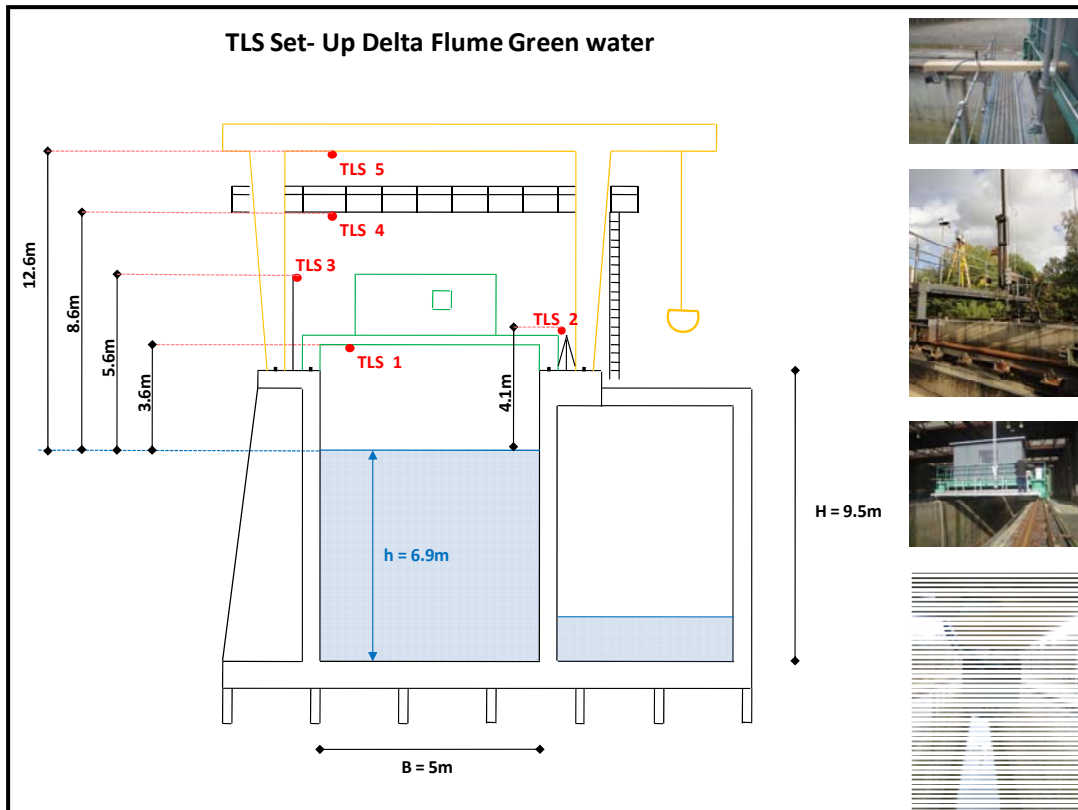 TLS Set- Up Delta Flume Green water
TLS 5
TLS 4
TLS 3
TLS 2
TLS 1
12.6m
8.6m
5.6m
3.6m
4.1m
h = 6.9m
H = 9.5m
B = 5m